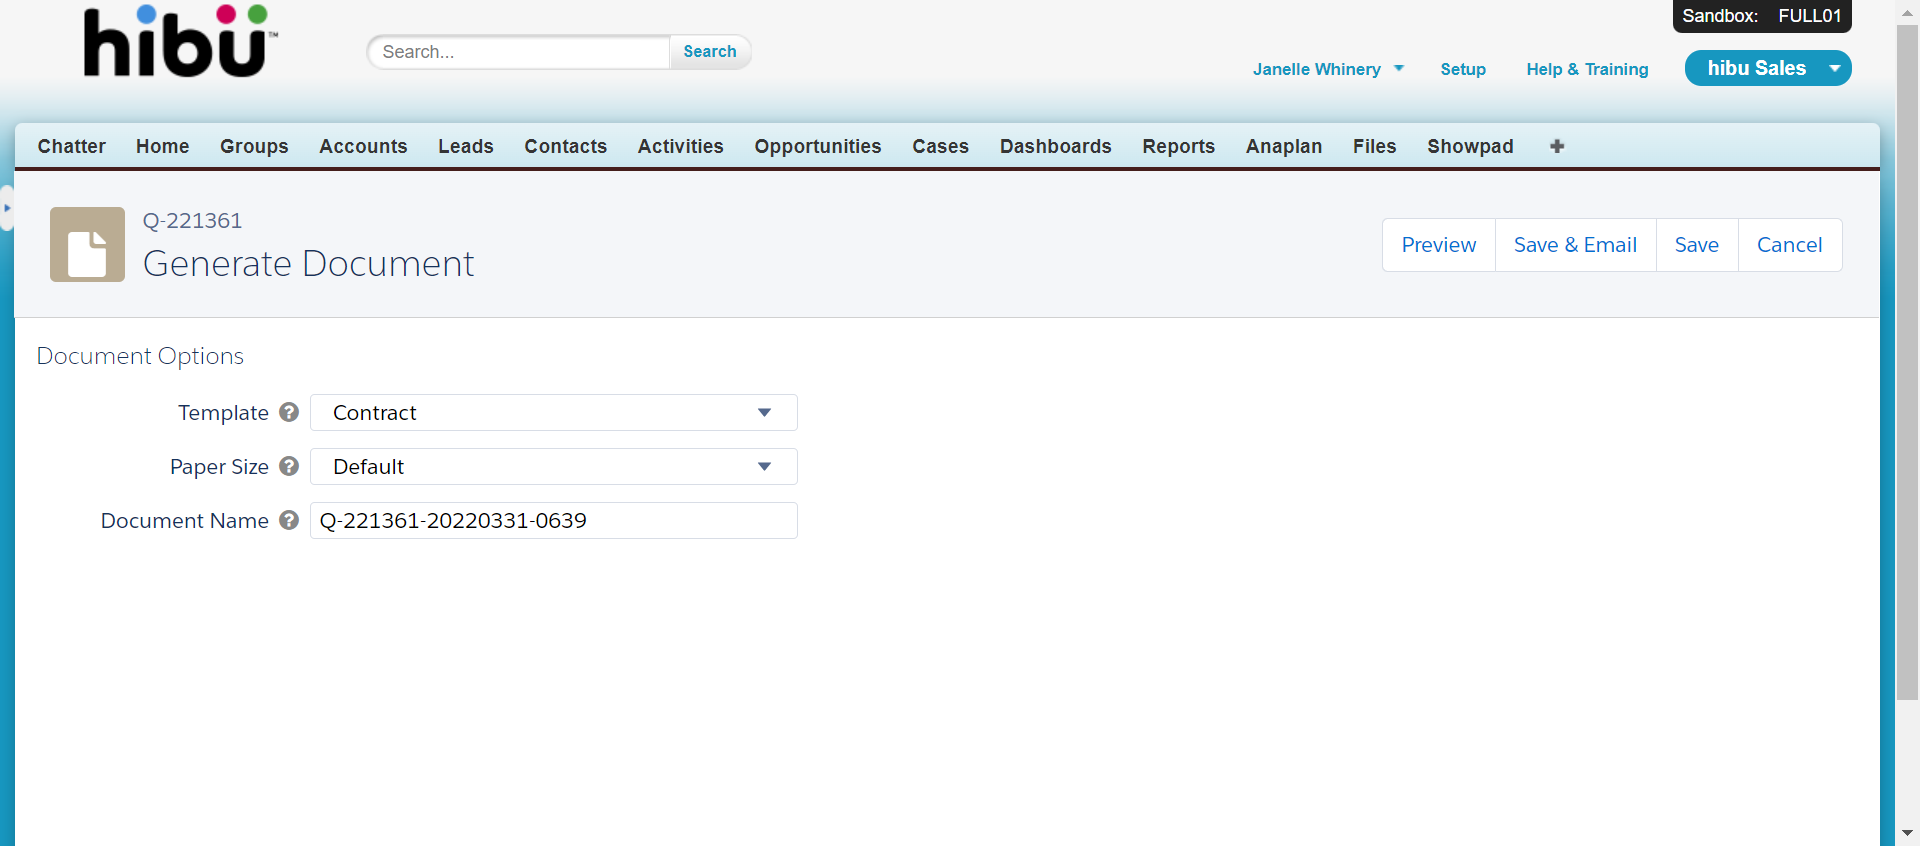 hibü™
Search... Search
Sandbox: FULL01
Janelle Whinery Setup Help & Training hibu Sales
Chatter Home Groups Accounts Leads Contacts Activities Opportunities Cases Dashboards Reports Anaplan Files Showpad
Q-221361
Generate Document
Preview Save & Email Save Cancel
Document Options
Template ? Contract
Paper Size ? Default
Document Name ? Q-221361-20220331-0639